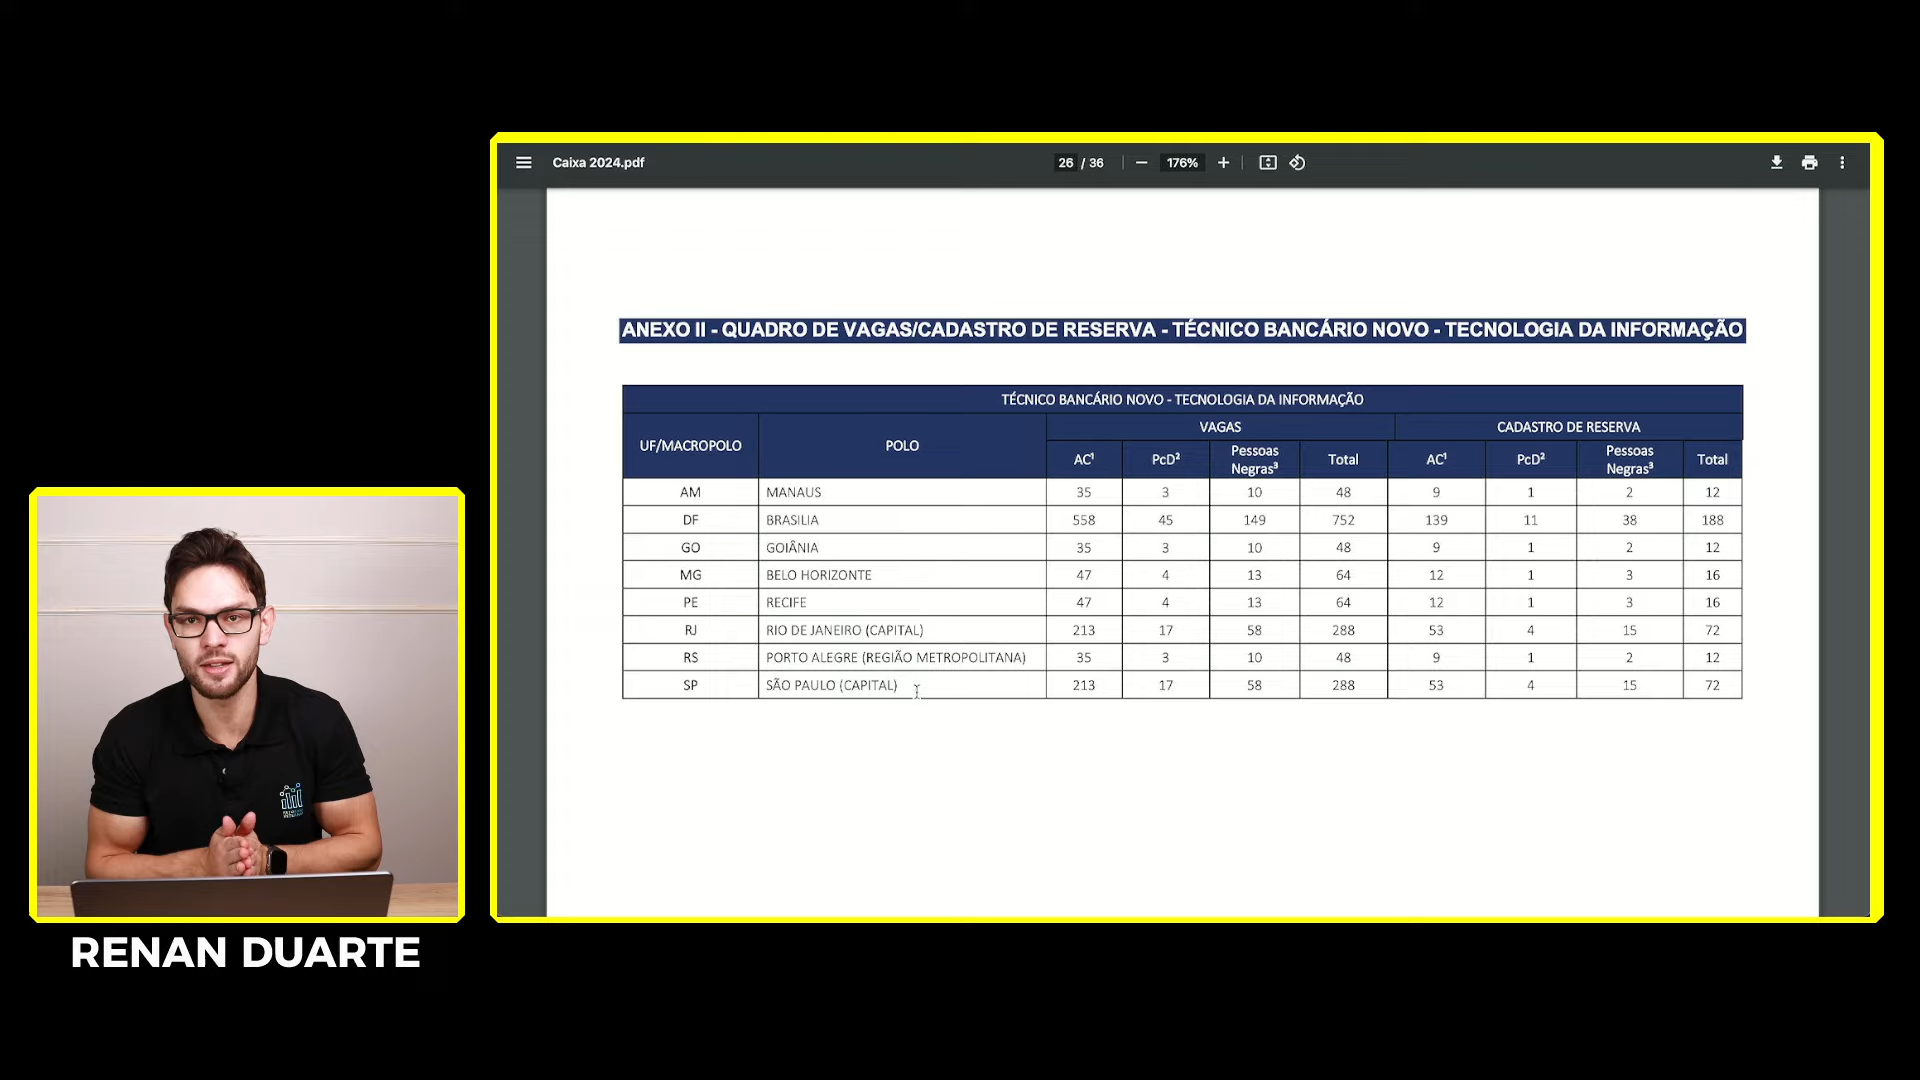 Caixa 2024.pdf
26 / 36
176%
ANEXO II - QUADRO DE VAGAS/CADASTRO DE RESERVA - TÉCNICO BANCÁRIO NOVO - TECNOLOGIA DA INFORMAÇÃO
TÉCNICO BANCÁRIO NOVO - TECNOLOGIA DA INFORMAÇÃO
UF/MACROPOLO POLO VAGAS CADASTRO DE RESERVA
AC¹ PcD² Pessoas Negras³ Total AC¹ PcD² Pessoas Negras³ Total
AM MANAUS 35 3 10 48 9 1 2 12
DF BRASILIA 558 45 149 752 139 11 38 188
GO GOIÂNIA 35 3 10 48 9 1 2 12
MG BELO HORIZONTE 47 4 13 64 12 1 3 16
PE RECIFE 47 4 13 64 12 1 3 16
RJ RIO DE JANEIRO (CAPITAL) 213 17 58 288 53 4 15 72
RS PORTO ALEGRE (REGIÃO METROPOLITANA) 35 3 10 48 9 1 2 12
SP SÃO PAULO (CAPITAL) 213 17 58 288 53 4 15 72
RENAN DUARTE